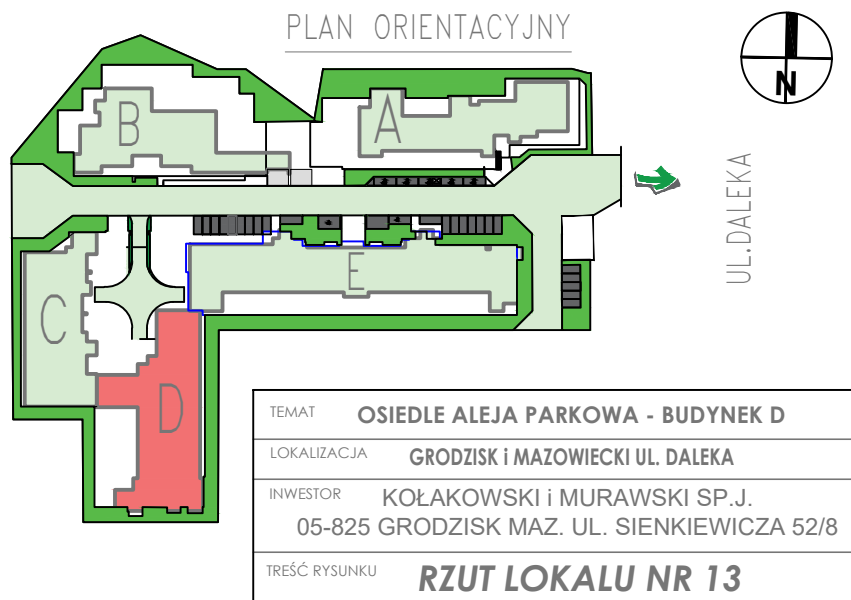 PLAN ORIENTACYJNY
N
B
A
UL.DALEKA
E
C
D
TEMAT OSIEDLE ALEJA PARKOWA - BUDYNEK D
LOKALIZACJA GRODZISK i MAZOWIECKI UL. DALEKA
INWESTOR KOŁAKOWSKI i MURAWSKI SP.J.
05-825 GRODZISK MAZ. UL. SIENKIEWICZA 52/8
TREŚĆ RYSUNKU RZUT LOKALU NR 13